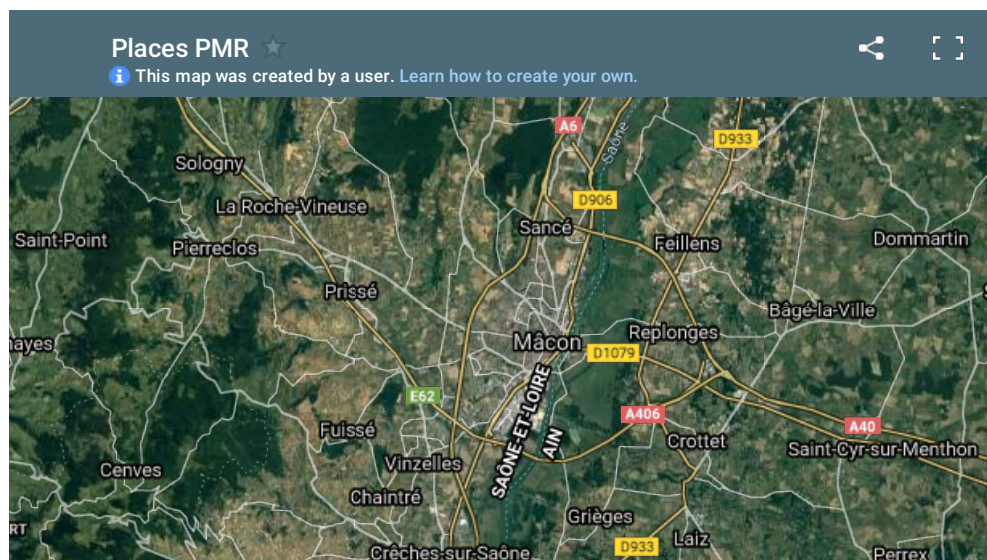 Places PMR
This map was created by a user. Learn how to create your own.
A6
Saône
D933
Sologny
D906
La Roche-Vineuse
Sancé
Saint-Point
Pierreclos
Feillens
Dommartin
Prissé
Bâgé-la-Ville
Mâcon
Replonges
D1079
E62
SAÔNE-ET-LOIRE
AIN
A406
A40
Fuissé
Crottet
Saint-Cyr-sur-Menthon
Cenves
Vinzelles
Chaintré
Grièges
Laiz
D933
Crêches-sur-Saône
Perrex